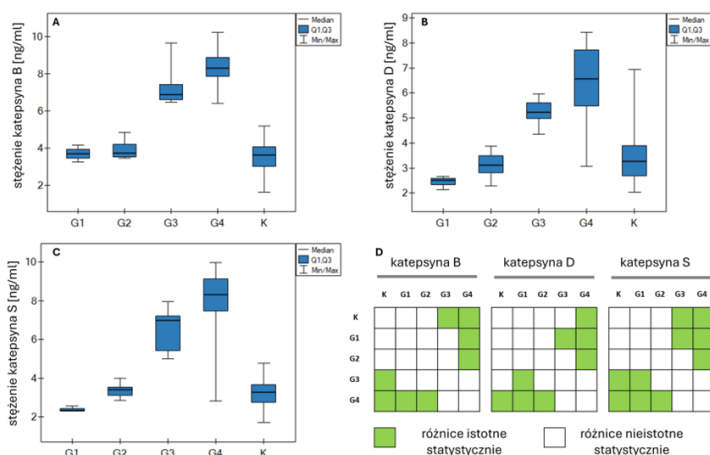 A
Median
Q1,Q3
Min/Max
stężenie katepsyna B [ng/ml]
10
8
6
4
2
G1 G2 G3 G4 K
B
Median
Q1,Q3
Min/Max
stężenie katepsyna D [ng/ml]
9
8
7
6
5
4
3
2
G1 G2 G3 G4 K
C
Median
Q1,Q3
Min/Max
stężenie katepsyna S [ng/ml]
10
8
6
4
2
G1 G2 G3 G4 K
D
katepsyna B katepsyna D katepsyna S
K G1 G2 G3 G4 K G1 G2 G3 G4 K G1 G2 G3 G4
K
G1
G2
G3
G4
różnice istotne
statystycznie
różnice nieistotne
statystycznie